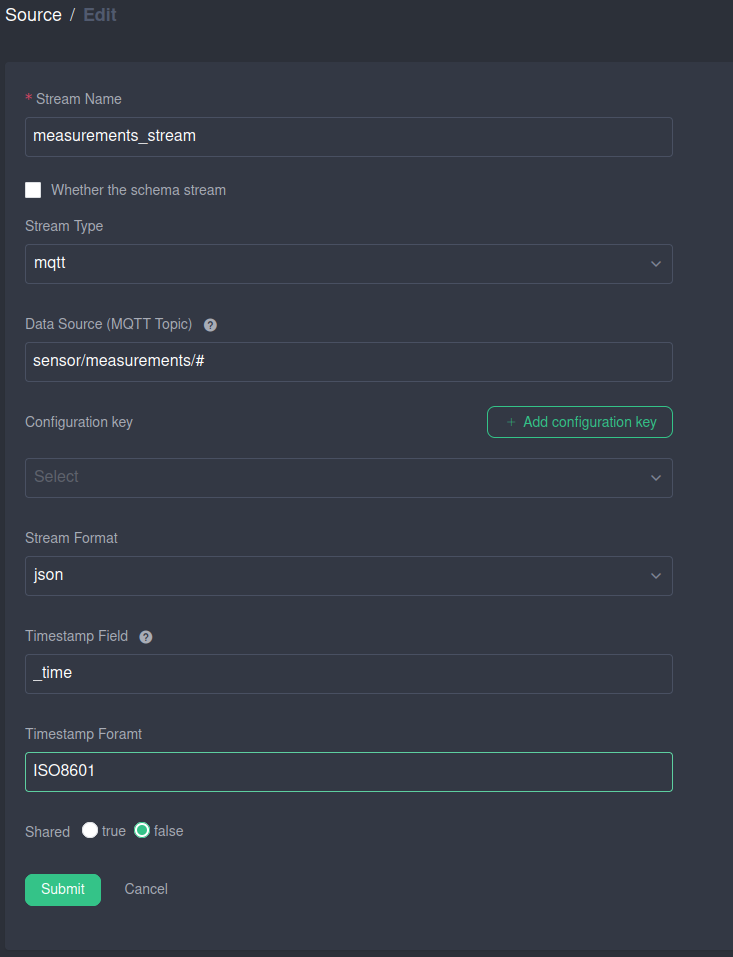 Source / Edit
* Stream Name
measurements_stream
Whether the schema stream
Stream Type
mqtt
Data Source (MQTT Topic) ?
sensor/measurements/#
Configuration key
+ Add configuration key
Select
Stream Format
json
Timestamp Field ?
_time
Timestamp Foramt
ISO8601
Shared true false
Submit Cancel